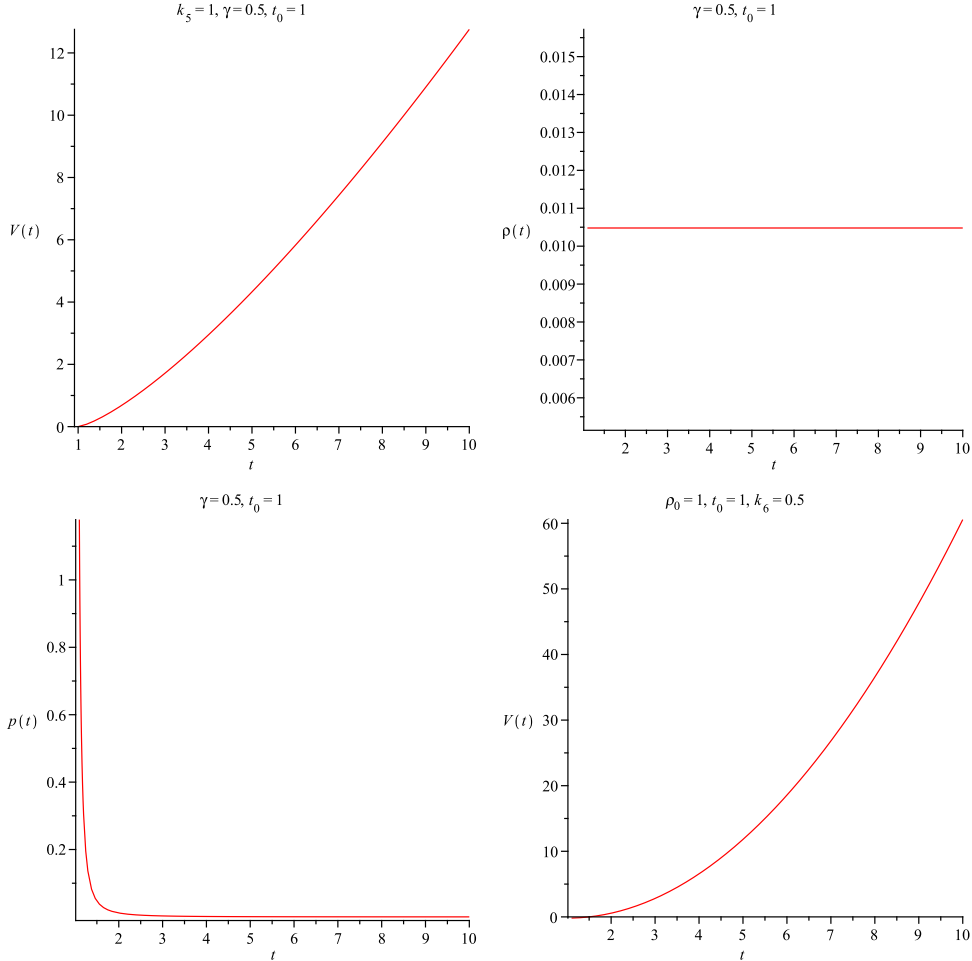 k₅ = 1, γ = 0.5, t₀ = 1
12
10
8
6
4
2
0
V(t)
1 2 3 4 5 6 7 8 9 10
t
γ = 0.5, t₀ = 1
0.015
0.014
0.013
0.012
0.011
0.010
0.009
0.008
0.007
0.006
ρ(t)
2 3 4 5 6 7 8 9 10
t
γ = 0.5, t₀ = 1
1
0.8
0.6
0.4
0.2
p(t)
2 3 4 5 6 7 8 9 10
t
ρ₀ = 1, t₀ = 1, k₆ = 0.5
60
50
40
30
20
10
0
V(t)
2 3 4 5 6 7 8 9 10
t